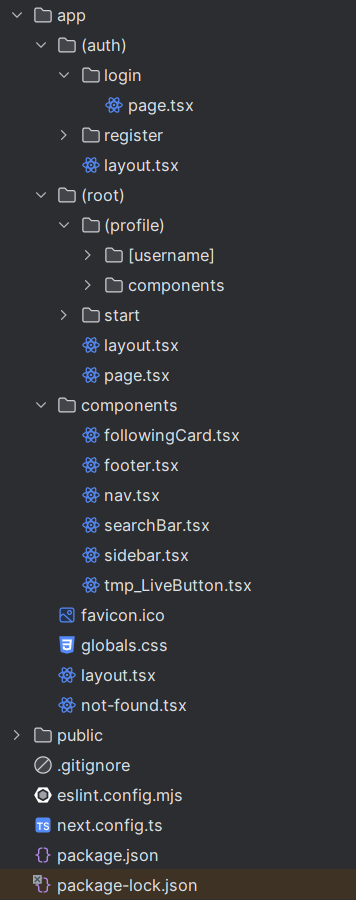 app
(auth)
login
page.tsx
register
layout.tsx
(root)
(profile)
[username]
components
start
layout.tsx
page.tsx
components
followingCard.tsx
footer.tsx
nav.tsx
searchBar.tsx
sidebar.tsx
tmp_LiveButton.tsx
favicon.ico
globals.css
layout.tsx
not-found.tsx
public
.gitignore
eslint.config.mjs
TS next.config.ts
package.json
package-lock.json